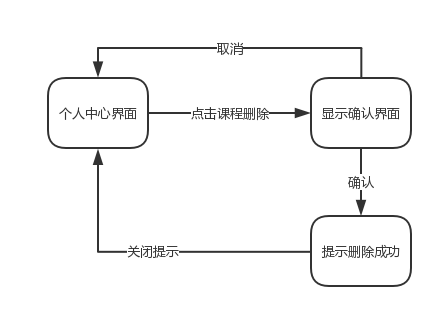 取消
个人中心界面
点击课程删除
显示确认界面
确认
关闭提示
提示删除成功